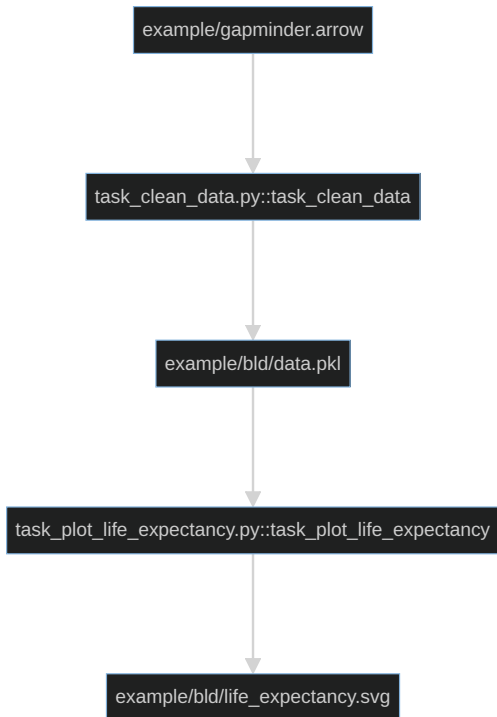 example/gapminder.arrow
task_clean_data.py::task_clean_data
example/bld/data.pkl
task_plot_life_expectancy.py::task_plot_life_expectancy
example/bld/life_expectancy.svg